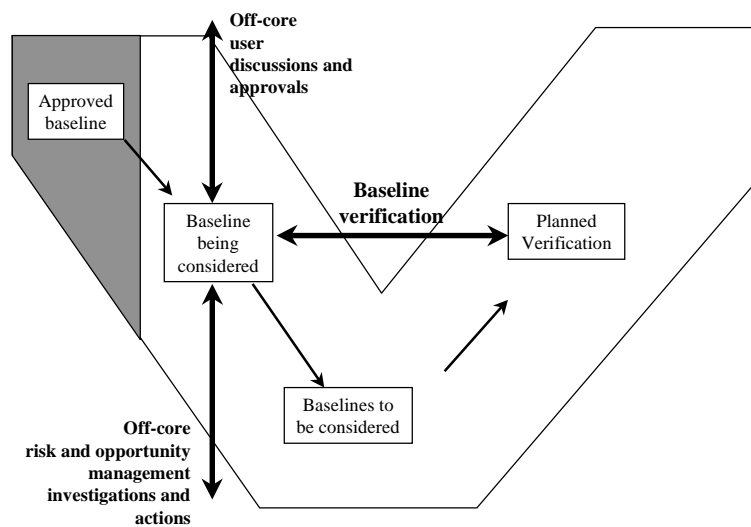 Off-core
user
discussions and
approvals
Approved
baseline
Baseline
verification
Baseline
being
considered
Planned
Verification
Baselines to
be considered
Off-core
risk and opportunity
management
investigations and
actions